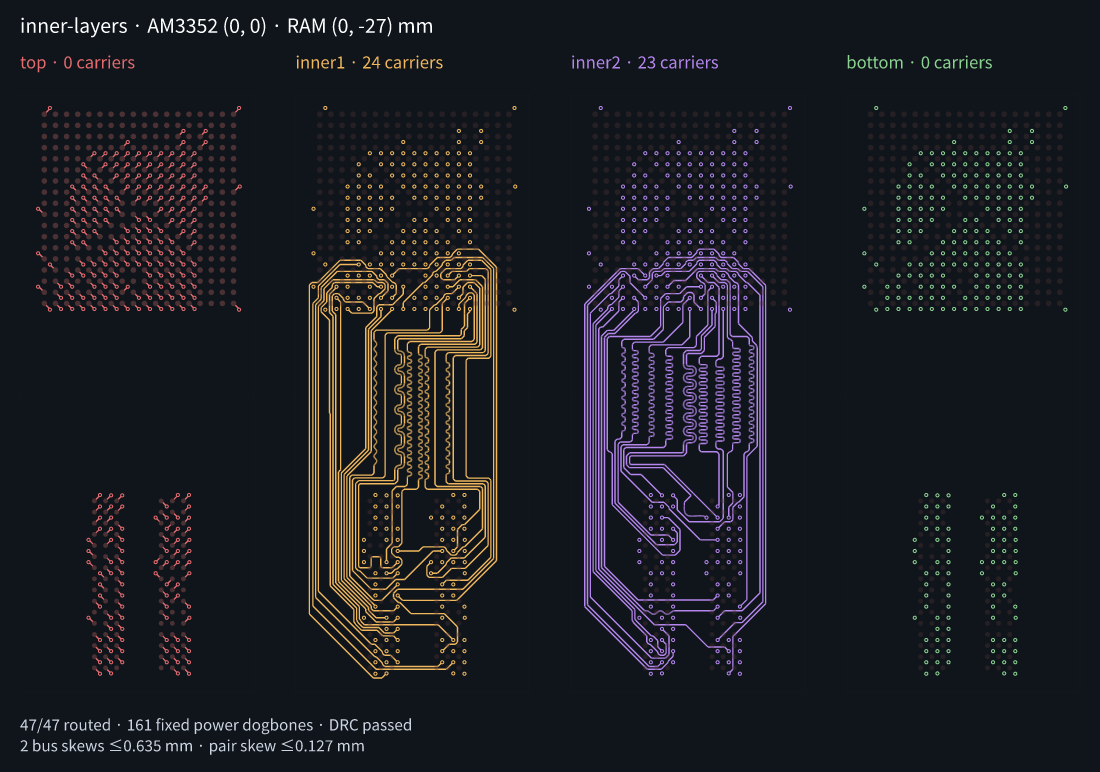 inner-layers · AM3352 (0, 0) · RAM (0, -27) mm
top · 0 carriers
inner1 · 24 carriers
inner2 · 23 carriers
bottom · 0 carriers
47/47 routed · 161 fixed power dogbones · DRC passed
2 bus skews ≤0.635 mm · pair skew ≤0.127 mm